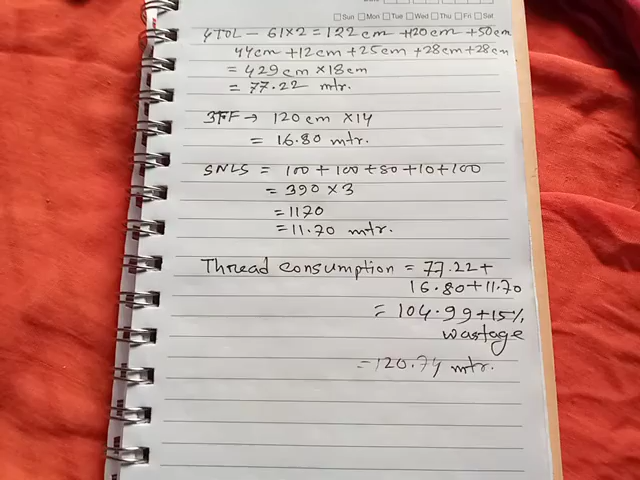 Sun Mon Tue Wed Thu Fri Sat
4TOL - 61×2 = 122 cm + 120 cm + 50 cm
44 cm + 12 cm + 25 cm + 28 cm + 28 cm
= 429 cm × 18 cm
= 77.22 mtr.
3TF → 120 cm × 14
= 16.80 mtr.
SNLS = 100 + 100 + 80 + 10 + 100
= 390 × 3
= 1170
= 11.70 mtr.
Thread consumption = 77.22 +
16.80 + 11.70
= 104.99 + 15%
wastage
= 120.74 mtr.